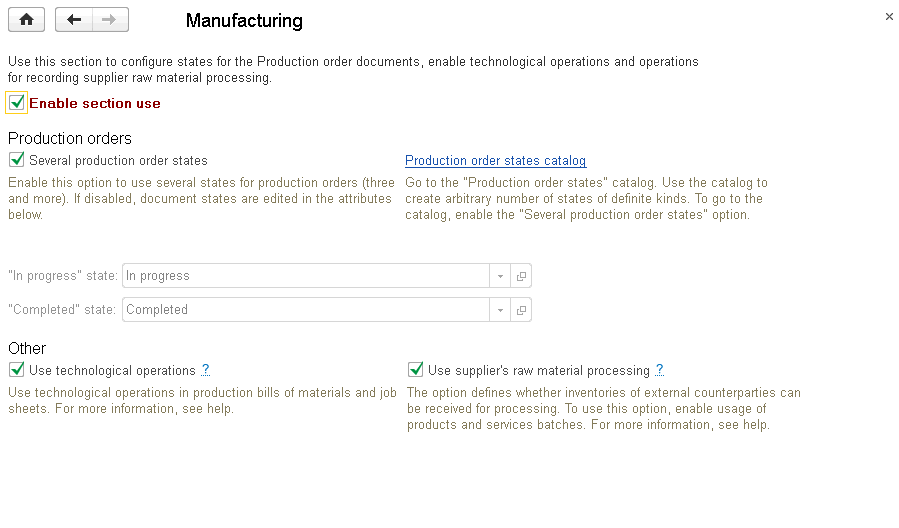 Manufacturing
Use this section to configure states for the Production order documents, enable technological operations and operations
for recording supplier raw material processing.
Enable section use
Production orders
Several production order states
Production order states catalog
Enable this option to use several states for production orders (three
and more). If disabled, document states are edited in the attributes
below.
Go to the "Production order states" catalog. Use the catalog to
create arbitrary number of states of definite kinds. To go to the
catalog, enable the "Several production order states" option.
"In progress" state: In progress
"Completed" state: Completed
Other
Use technological operations ?
Use supplier's raw material processing ?
Use technological operations in production bills of materials and job
sheets. For more information, see help.
The option defines whether inventories of external counterparties can
be received for processing. To use this option, enable usage of
products and services batches. For more information, see help.